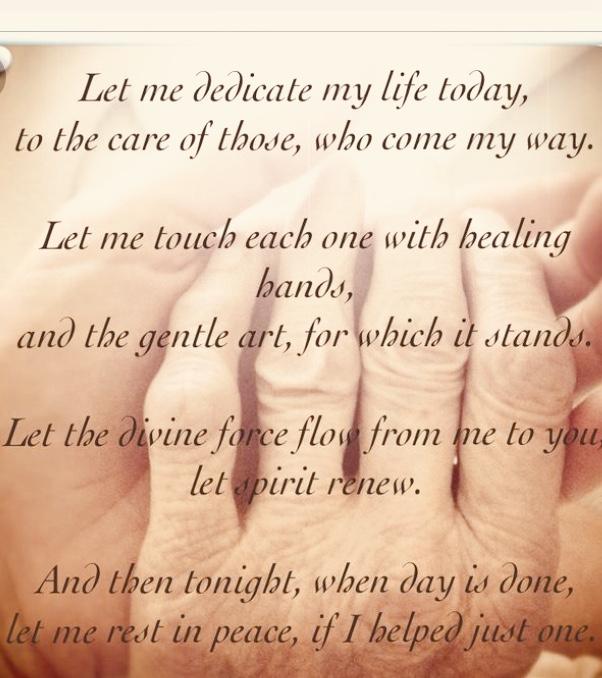 Let me dedicate my life today,
to the care of those, who come my way.
Let me touch each one with healing
hands,
and the gentle art, for which it stands.
Let the divine force flow from me to you,
let spirit renew.
And then tonight, when day is done,
let me rest in peace, if I helped just one.